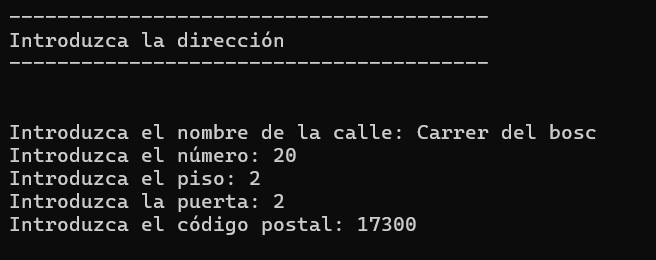 ----------------------------------------
Introduzca la dirección
----------------------------------------
Introduzca el nombre de la calle: Carrer del bosc
Introduzca el número: 20
Introduzca el piso: 2
Introduzca la puerta: 2
Introduzca el código postal: 17300